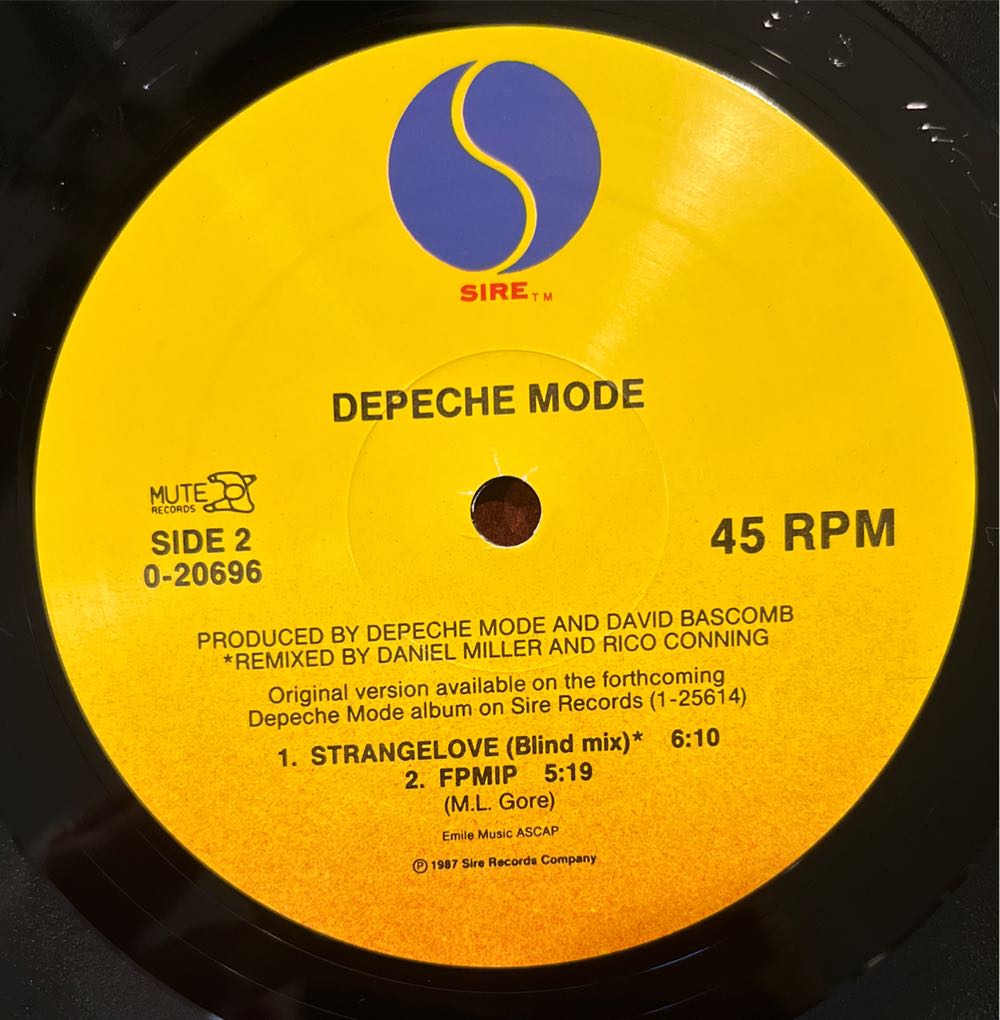 SIRE TM
DEPECHE MODE
MUTE
RECORDS
SIDE 2
0-20696
45 RPM
PRODUCED BY DEPECHE MODE AND DAVID BASCOMB
*REMIXED BY DANIEL MILLER AND RICO CONNING
Original version available on the forthcoming
Depeche Mode album on Sire Records (1-25614)
1. STRANGELOVE (Blind mix)* 6:10
2. FPMIP 5:19
(M.L. Gore)
Emile Music ASCAP
℗ 1987 Sire Records Company